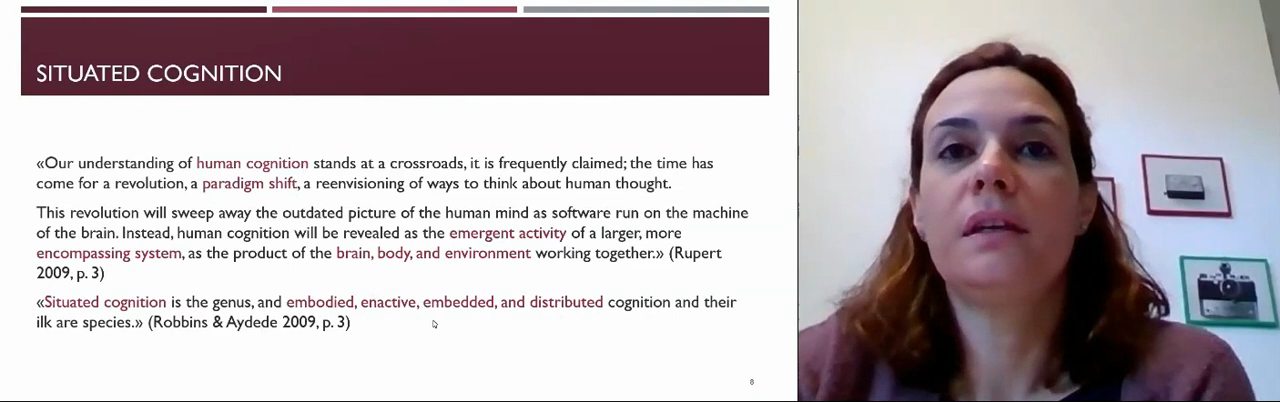 SITUATED COGNITION
«Our understanding of human cognition stands at a crossroads, it is frequently claimed; the time has
come for a revolution, a paradigm shift, a reenvisioning of ways to think about human thought.
This revolution will sweep away the outdated picture of the human mind as software run on the machine
of the brain. Instead, human cognition will be revealed as the emergent activity of a larger, more
encompassing system, as the product of the brain, body, and environment working together.» (Rupert
2009, p. 3)
«Situated cognition is the genus, and embodied, enactive, embedded, and distributed cognition and their
ilk are species.» (Robbins & Aydede 2009, p. 3)
8